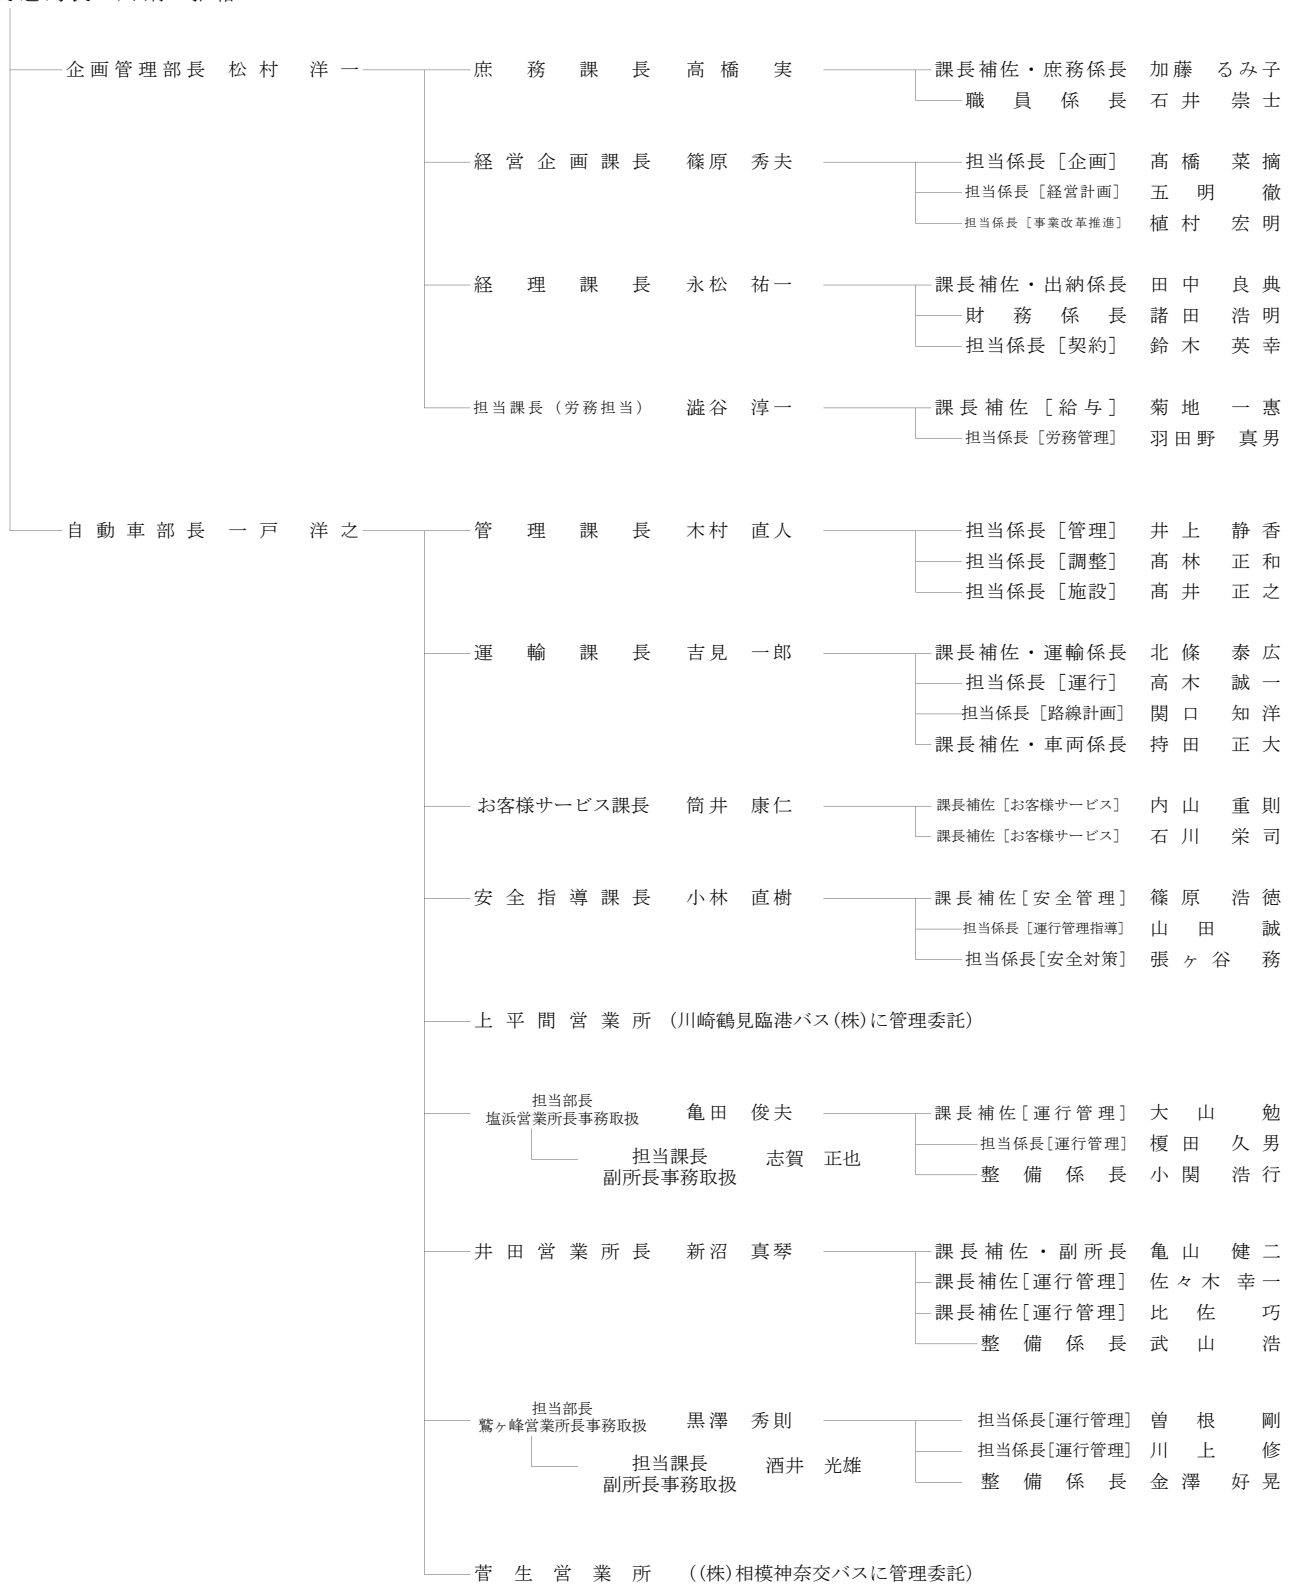 企画管理部長 松村 洋一 庶務課長 高橋 実 課長補佐・庶務係長 加藤 るみ子
職員係長 石井 崇士
経営企画課長 篠原 秀夫 担当係長［企画］ 髙橋 菜摘
担当係長［経営計画］ 五明 徹
担当係長［事業改革推進］ 植村 宏明
経理課長 永松 祐一 課長補佐・出納係長 田中 良典
財務係長 諸田 浩明
担当係長［契約］ 鈴木 英幸
担当課長（労務担当） 澁谷 淳一 課長補佐［給与］ 菊地 一惠
担当係長［労務管理］ 羽田野 真男
自動車部長 一戸 洋之 管理課長 木村 直人 担当係長［管理］ 井上 静香
担当係長［調整］ 髙林 正和
担当係長［施設］ 髙井 正之
運輸課長 吉見 一郎 課長補佐・運輸係長 北條 泰広
担当係長［運行］ 高木 誠一
担当係長［路線計画］ 関口 知洋
課長補佐・車両係長 持田 正大
お客様サービス課長 筒井 康仁 課長補佐［お客様サービス］ 内山 重則
課長補佐［お客様サービス］ 石川 栄司
安全指導課長 小林 直樹 課長補佐［安全管理］ 篠原 浩徳
担当係長［運行管理指導］ 山田 誠
担当係長［安全対策］ 張ヶ谷 務
上平間営業所 （川崎鶴見臨港バス（株）に管理委託）
担当部長
塩浜営業所長事務取扱 亀田 俊夫 課長補佐［運行管理］ 大山 勉
担当係長［運行管理］ 榎田 久男
担当課長
副所長事務取扱 志賀 正也 整備係長 小関 浩行
井田営業所長 新沼 真琴 課長補佐・副所長 亀山 健二
課長補佐［運行管理］ 佐々木 幸一
課長補佐［運行管理］ 比佐 巧
整備係長 武山 浩
担当部長
鷲ヶ峰営業所長事務取扱 黒澤 秀則 担当係長［運行管理］ 曽根 剛
担当係長［運行管理］ 川上 修
担当課長
副所長事務取扱 酒井 光雄 整備係長 金澤 好晃
菅生営業所 （（株）相模神奈交バスに管理委託）